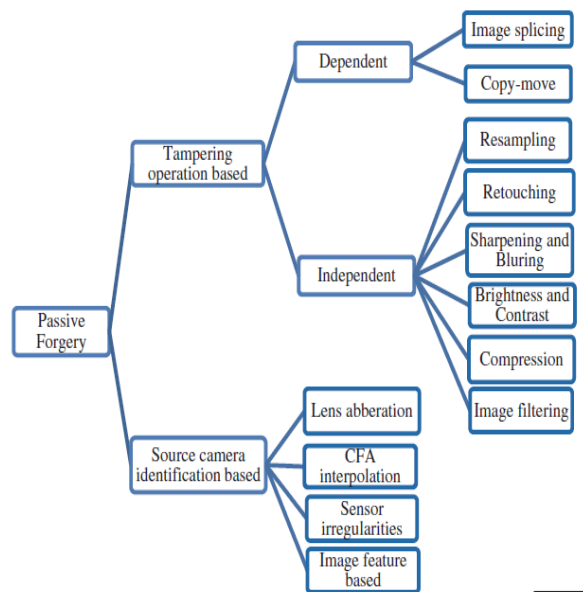 Image splicing
Dependent
Copy-move
Tampering
operation based
Resampling
Retouching
Sharpening and
Bluring
Independent
Brightness and
Contrast
Passive
Forgery
Compression
Image filtering
Lens abberation
Source camera
identification based
CFA
interpolation
Sensor
irregularities
Image feature
based